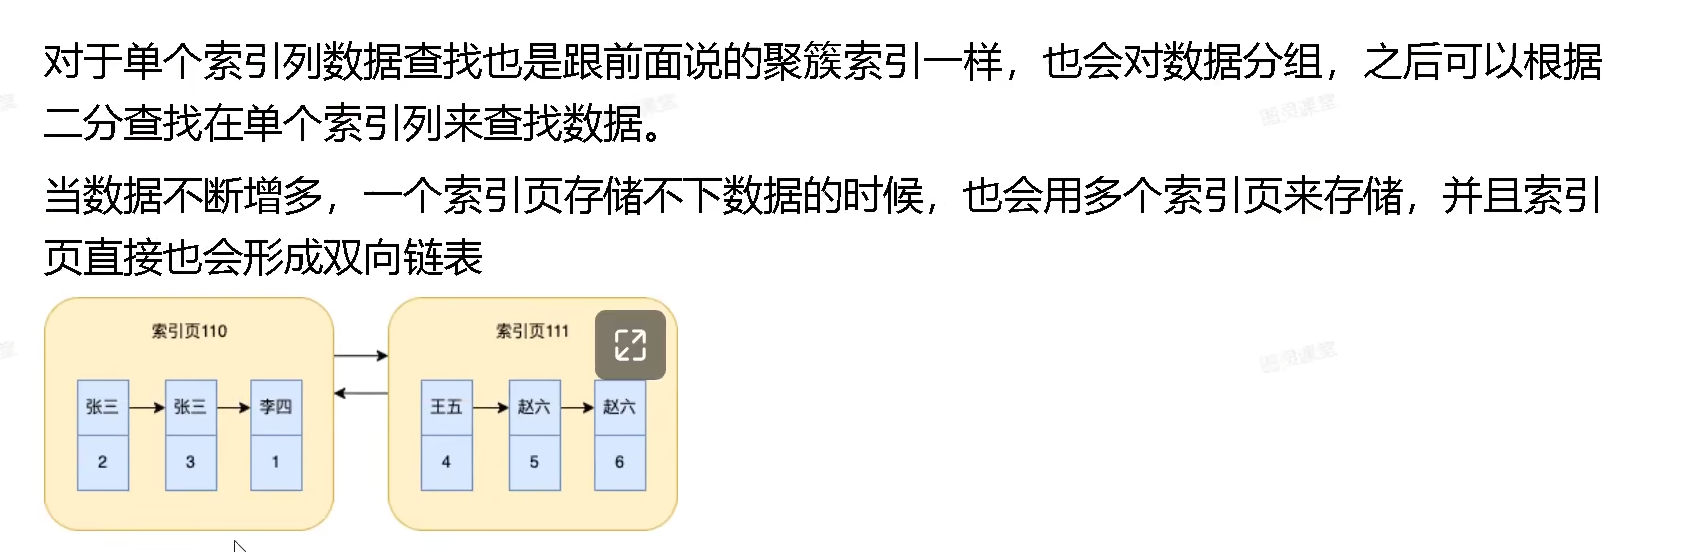 对于单个索引列数据查找也是跟前面说的聚簇索引一样，也会对数据分组，之后可以根据
二分查找在单个索引列来查找数据。
当数据不断增多，一个索引页存储不下数据的时候，也会用多个索引页来存储，并且索引
页直接也会形成双向链表
索引页110
张三 张三 李四
2 3 1
索引页111
王五 赵六 赵六
4 5 6